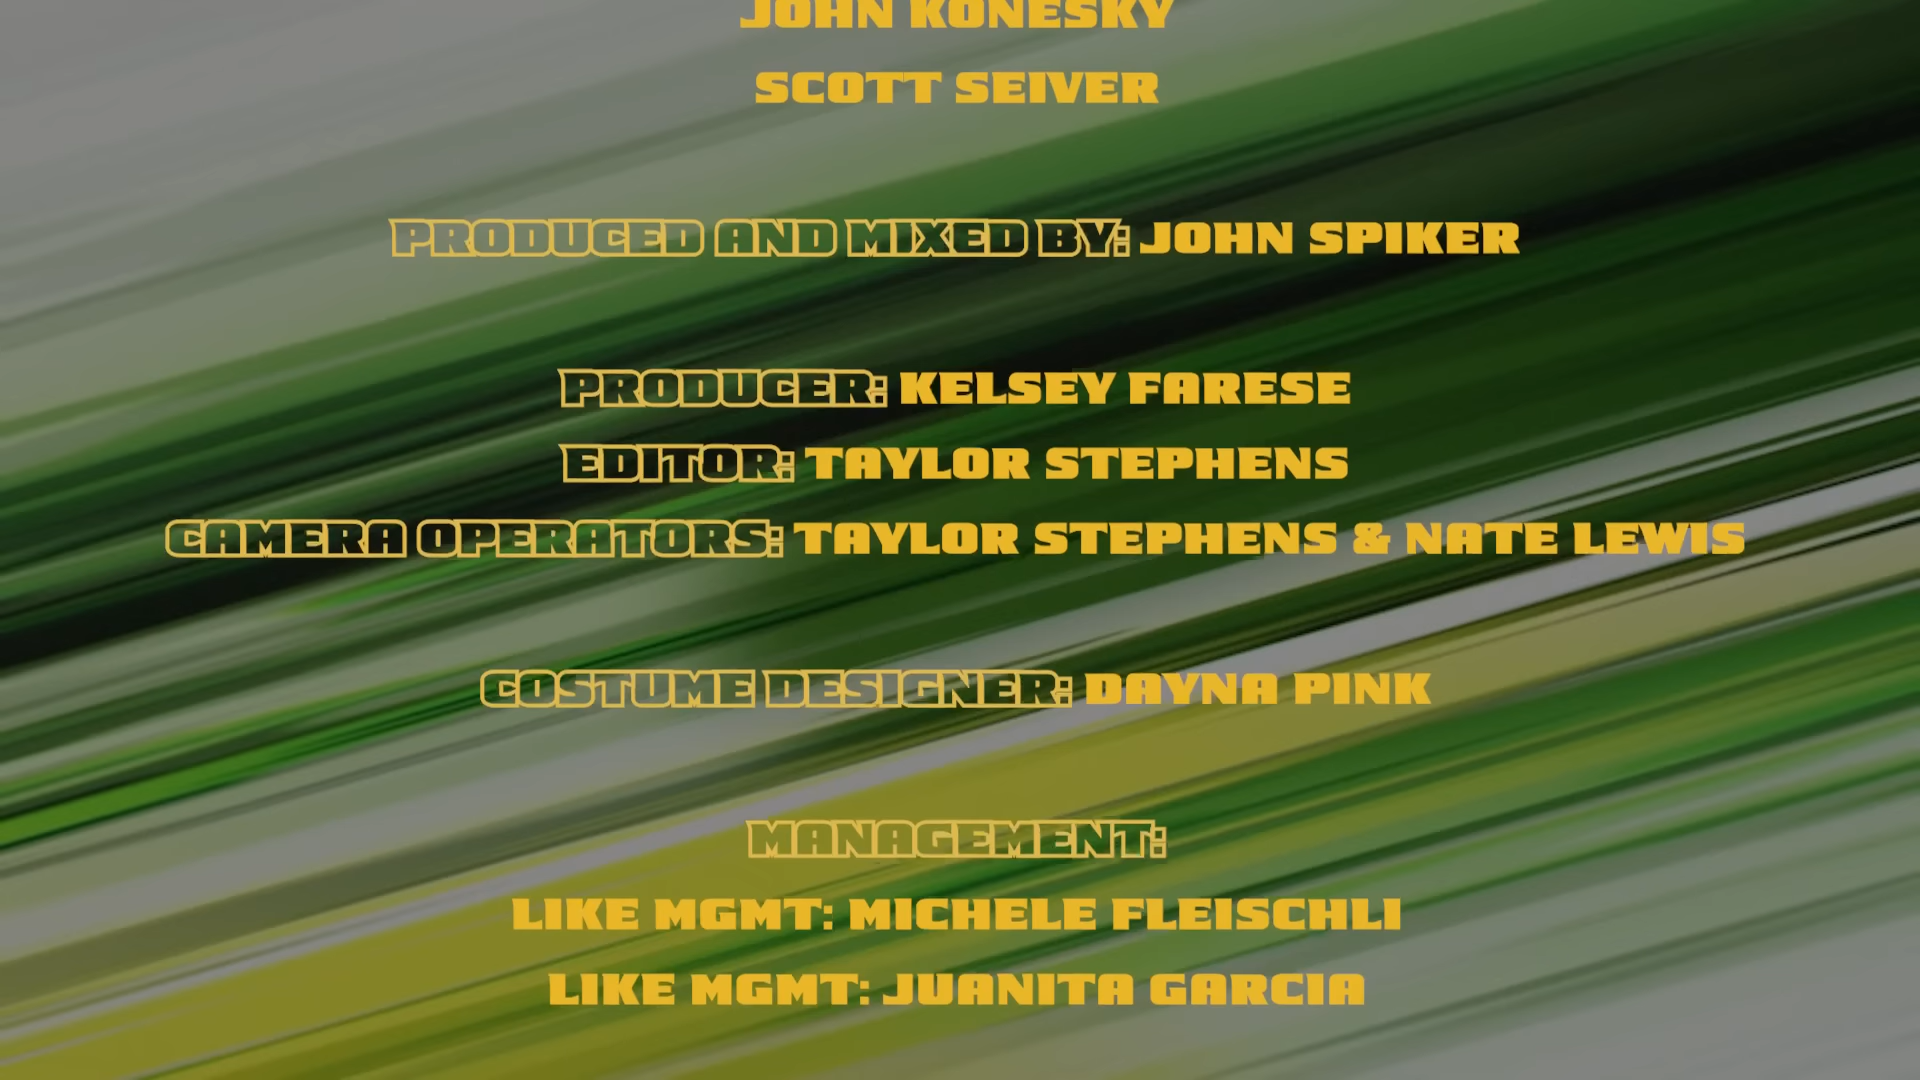 JOHN KONESKY
SCOTT SEIVER
PRODUCED AND MIXED BY: JOHN SPIKER
PRODUCER: KELSEY FARESE
EDITOR: TAYLOR STEPHENS
CAMERA OPERATORS: TAYLOR STEPHENS & NATE LEWIS
COSTUME DESIGNER: DAYNA PINK
MANAGEMENT:
LIKE MGMT: MICHELE FLEISCHLI
LIKE MGMT: JUANITA GARCIA